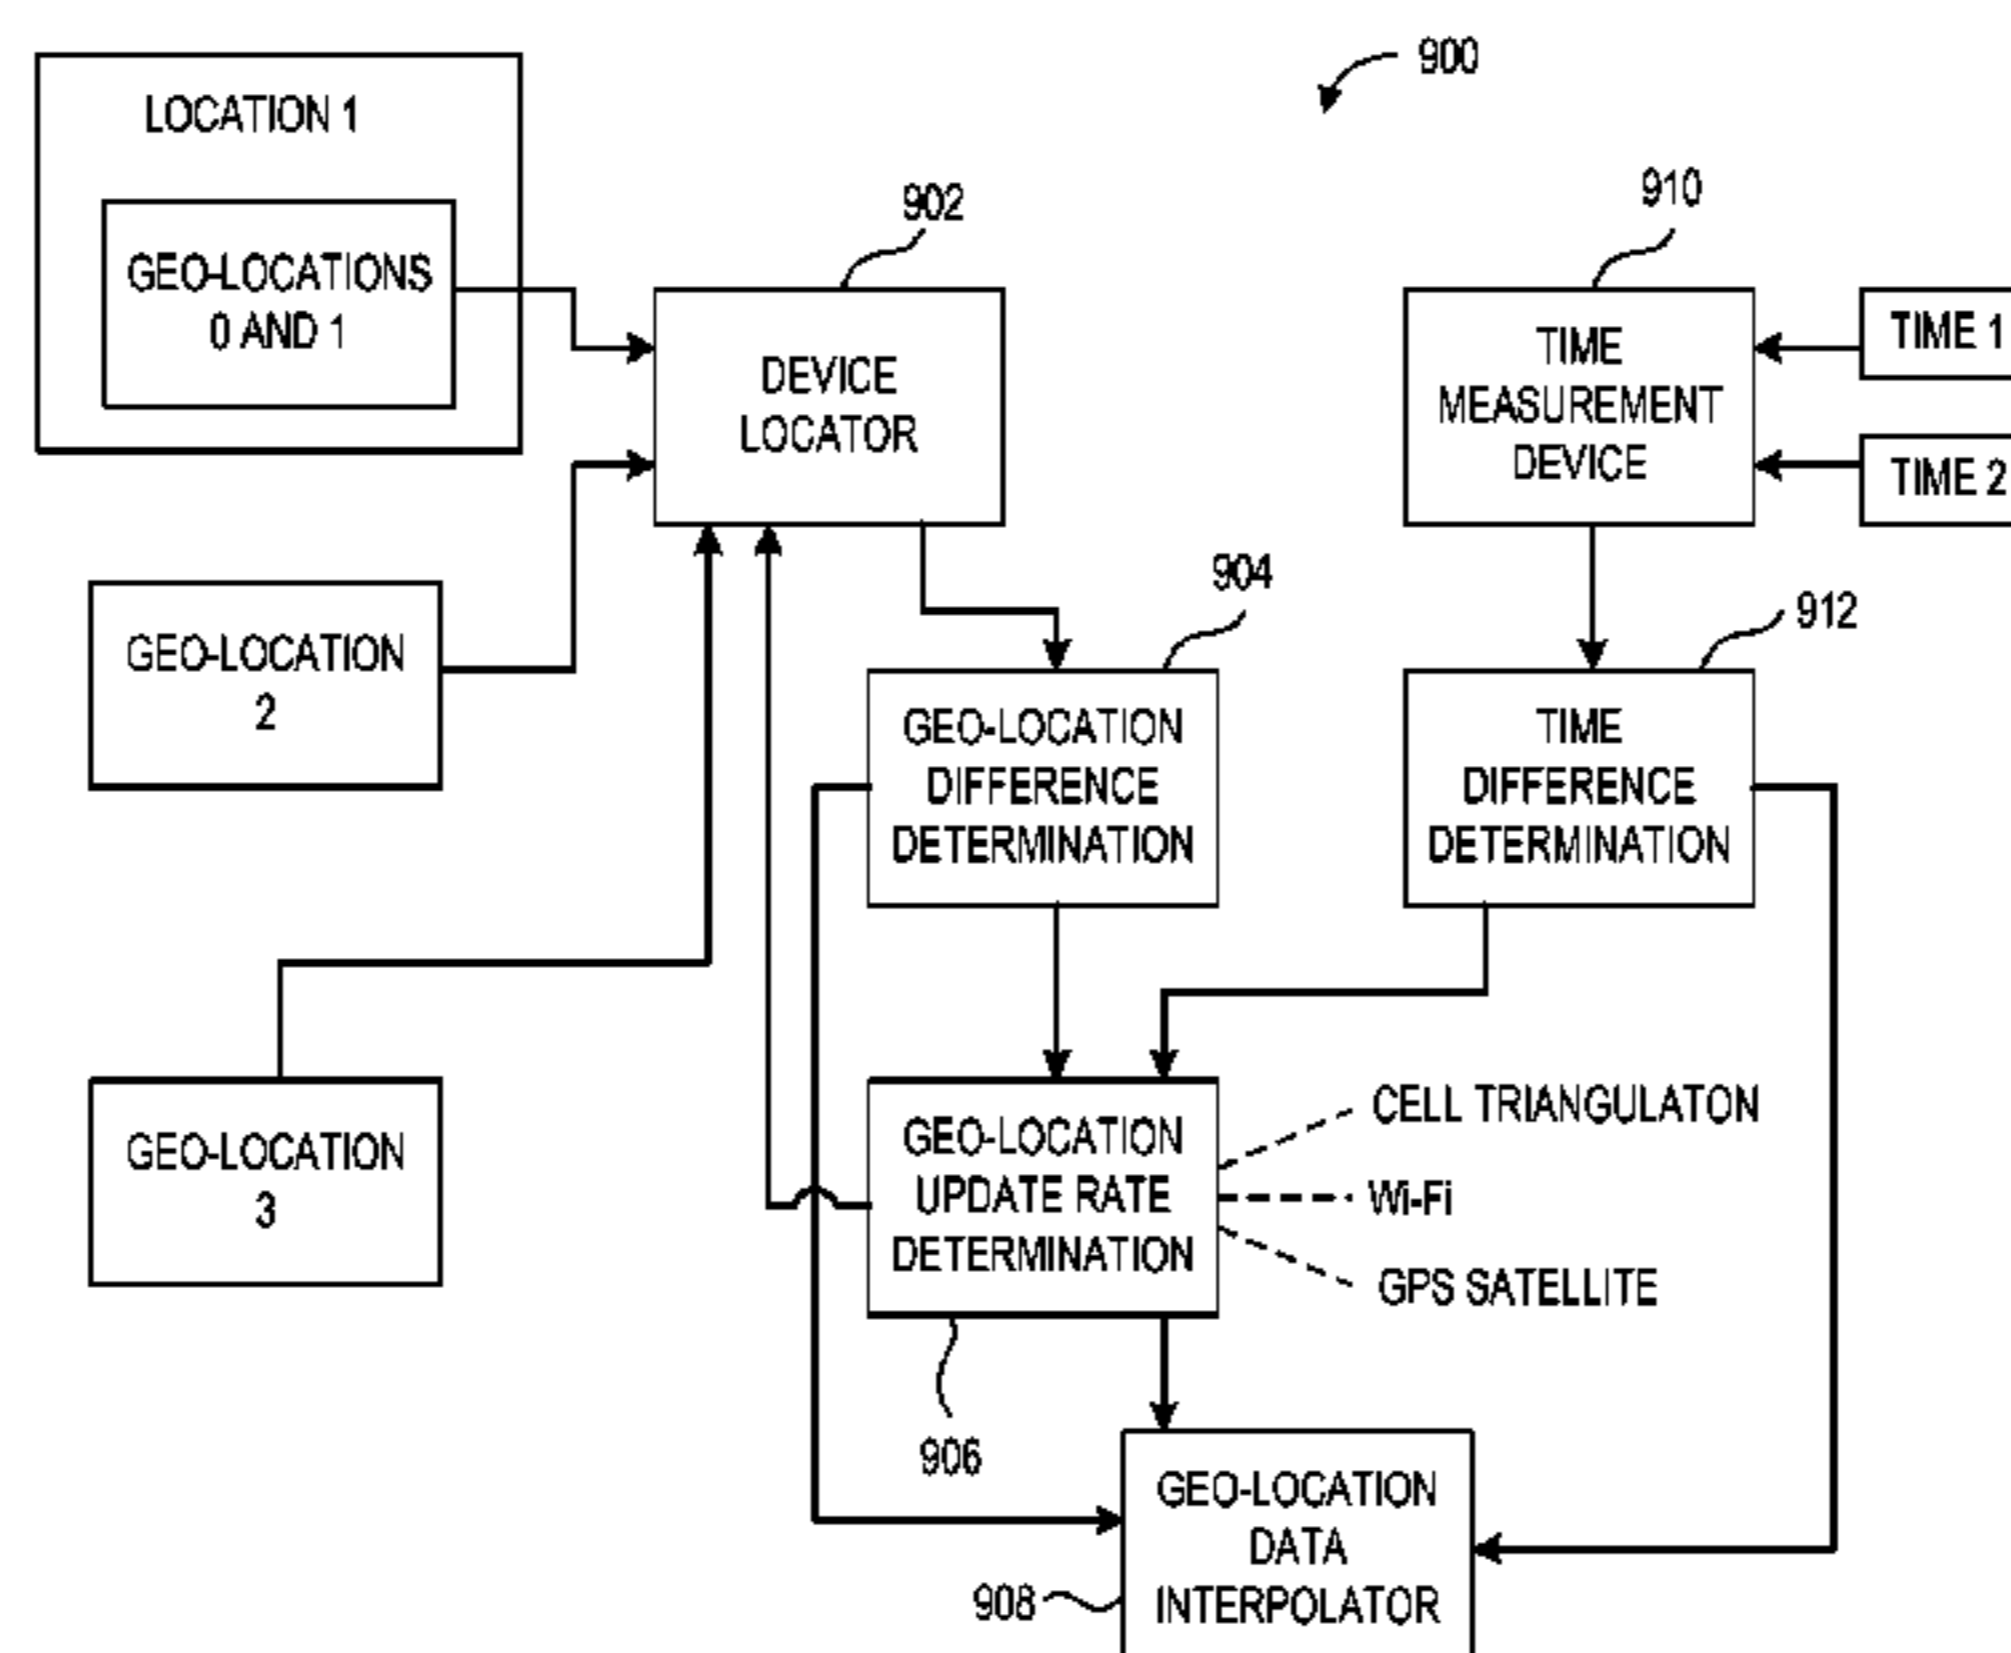 900
LOCATION 1
GEO-LOCATIONS
0 AND 1
902
DEVICE
LOCATOR
910
TIME
MEASUREMENT
DEVICE
TIME 1
TIME 2
GEO-LOCATION
2
904
GEO-LOCATION
DIFFERENCE
DETERMINATION
912
TIME
DIFFERENCE
DETERMINATION
GEO-LOCATION
3
GEO-LOCATION
UPDATE RATE
DETERMINATION
CELL TRIANGULATON
Wi-Fi
GPS SATELLITE
906
GEO-LOCATION
DATA
INTERPOLATOR
908